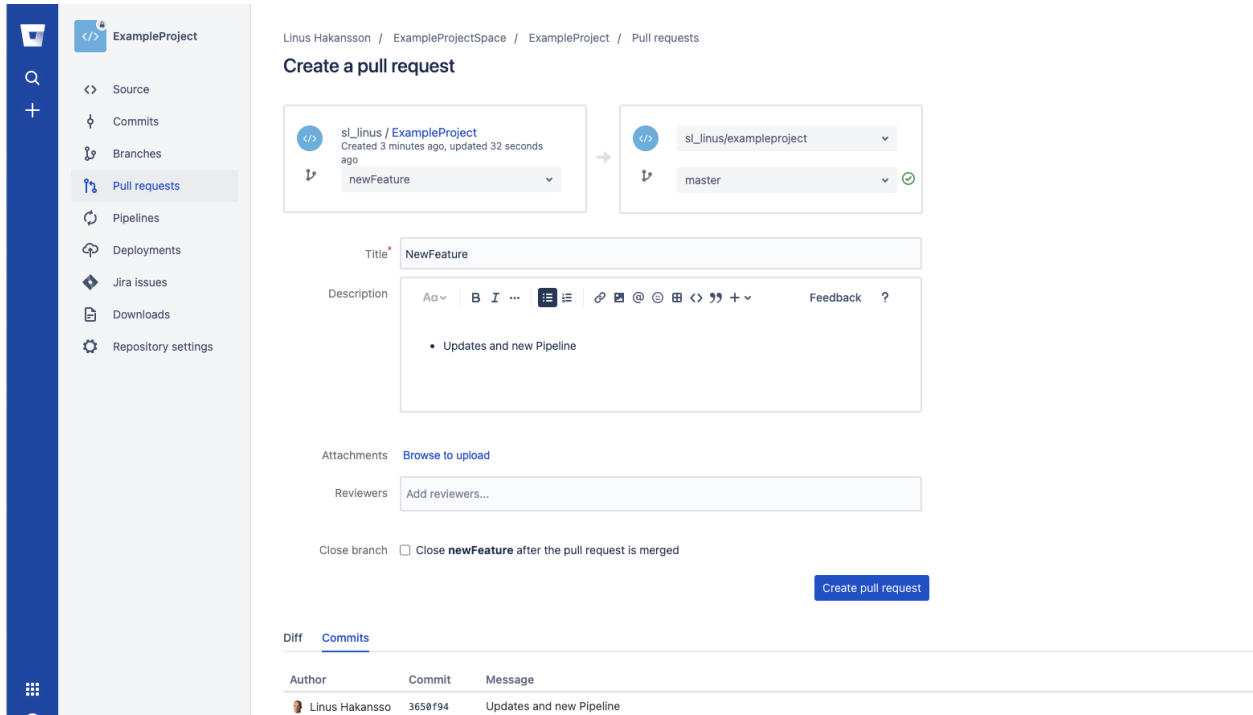 ExampleProject
Source
Commits
Branches
Pull requests
Pipelines
Deployments
Jira issues
Downloads
Repository settings
Linus Hakansson / ExampleProjectSpace / ExampleProject / Pull requests
Create a pull request
sl_linus / ExampleProject
Created 3 minutes ago, updated 32 seconds
ago
newFeature
sl_linus/exampleproject
master
Title*
NewFeature
Description
Aa B I ... Feedback ?
• Updates and new Pipeline
Attachments Browse to upload
Reviewers Add reviewers...
Close branch Close newFeature after the pull request is merged
Create pull request
Diff Commits
Author Commit Message
Linus Hakansso 3650f94 Updates and new Pipeline